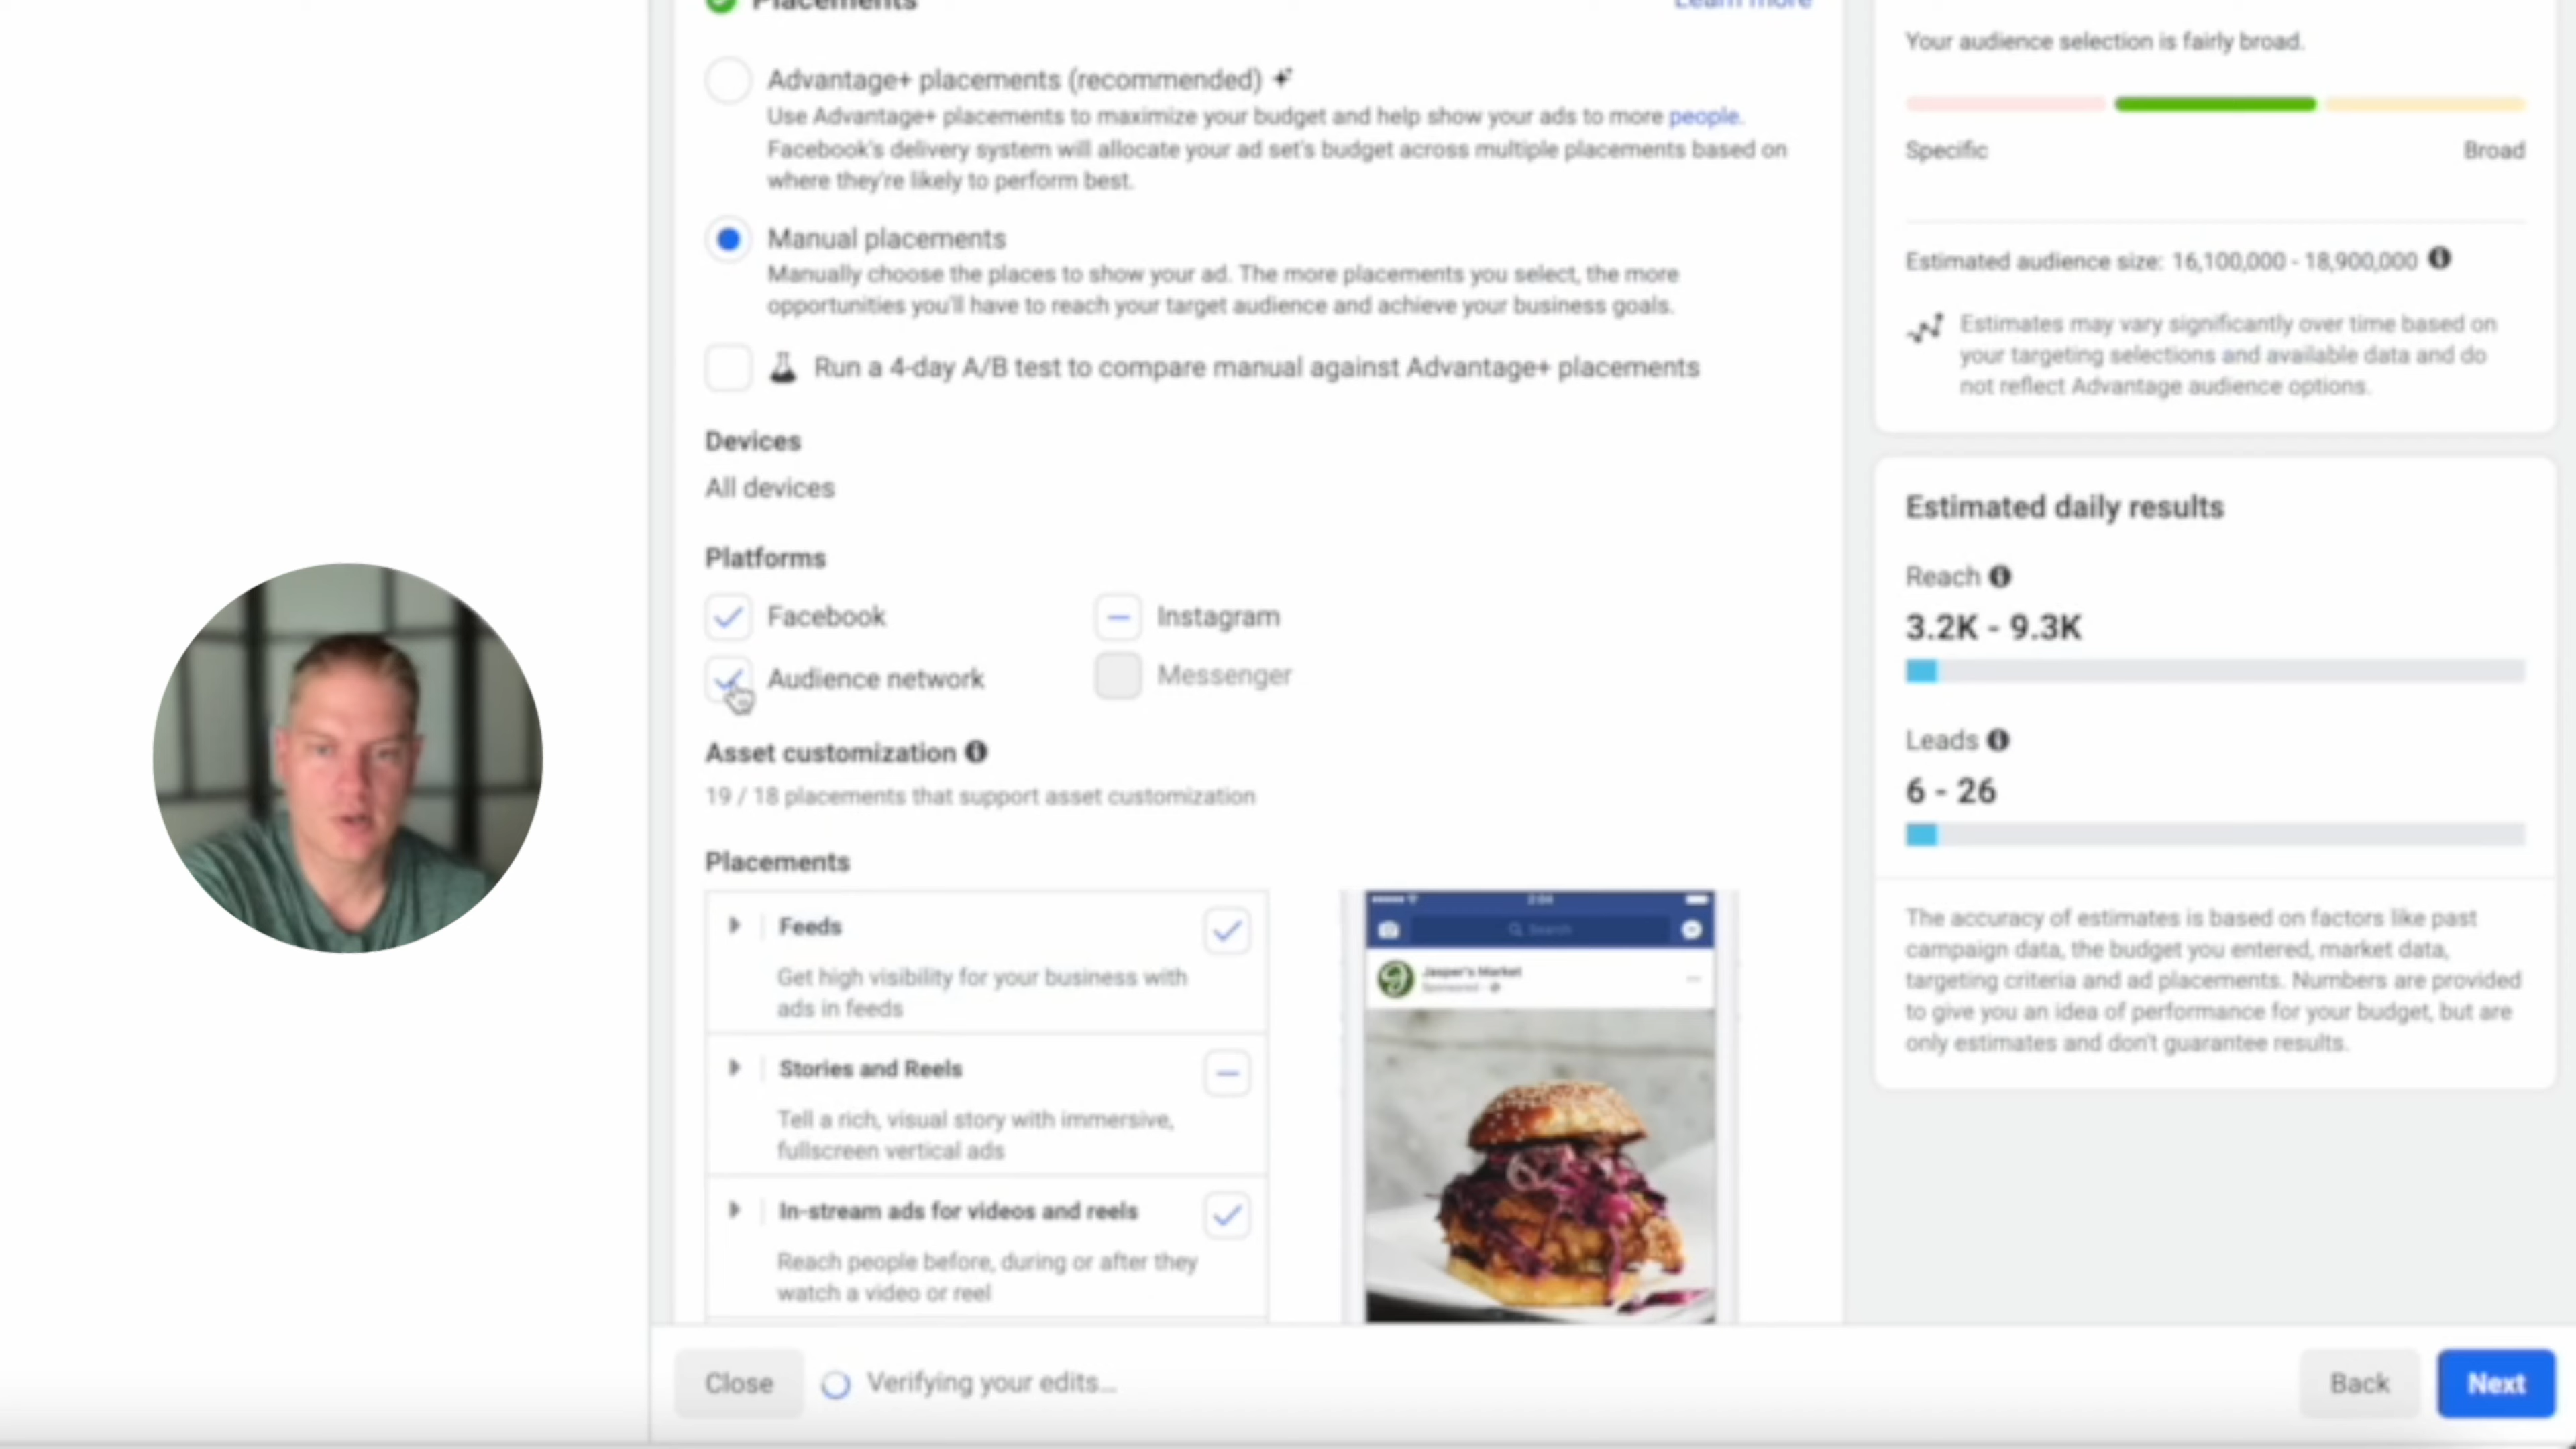 Placements
Learn more
Advantage+ placements (recommended)
Use Advantage+ placements to maximize your budget and help show your ads to more people.
Facebook's delivery system will allocate your ad set's budget across multiple placements based on
where they're likely to perform best.
Manual placements
Manually choose the places to show your ad. The more placements you select, the more
opportunities you'll have to reach your target audience and achieve your business goals.
Run a 4-day A/B test to compare manual against Advantage+ placements
Devices
All devices
Platforms
Facebook
Instagram
Audience network
Messenger
Asset customization
19 / 18 placements that support asset customization
Placements
Feeds
Get high visibility for your business with
ads in feeds
Stories and Reels
Tell a rich, visual story with immersive,
fullscreen vertical ads
In-stream ads for videos and reels
Reach people before, during or after they
watch a video or reel
Search
Jasper's Market
Sponsored
Close
Verifying your edits...
Back
Next
Your audience selection is fairly broad.
Specific
Broad
Estimated audience size: 16,100,000 - 18,900,000
Estimates may vary significantly over time based on
your targeting selections and available data and do
not reflect Advantage audience options.
Estimated daily results
Reach
3.2K - 9.3K
Leads
6 - 26
The accuracy of estimates is based on factors like past
campaign data, the budget you entered, market data,
targeting criteria and ad placements. Numbers are provided
to give you an idea of performance for your budget, but are
only estimates and don't guarantee results.